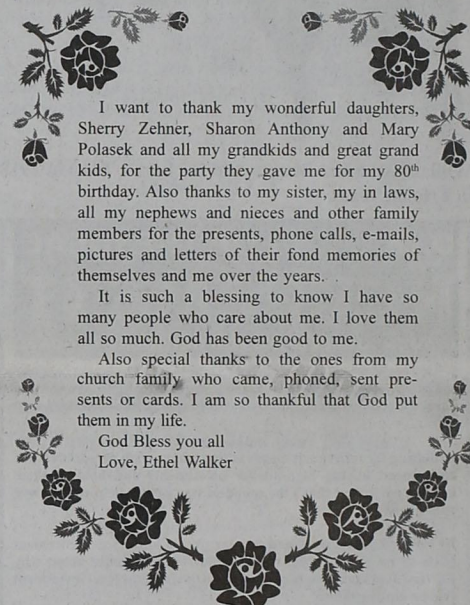 I want to thank my wonderful daughters,
Sherry Zehner, Sharon Anthony and Mary
Polasek and all my grandkids and great grand
kids, for the party they gave me for my 80th
birthday. Also thanks to my sister, my in laws,
all my nephews and nieces and other family
members for the presents, phone calls, e-mails,
pictures and letters of their fond memories of
themselves and me over the years.
It is such a blessing to know I have so
many people who care about me. I love them
all so much. God has been good to me.
Also special thanks to the ones from my
church family who came, phoned, sent pre-
sents or cards. I am so thankful that God put
them in my life.
God Bless you all
Love, Ethel Walker